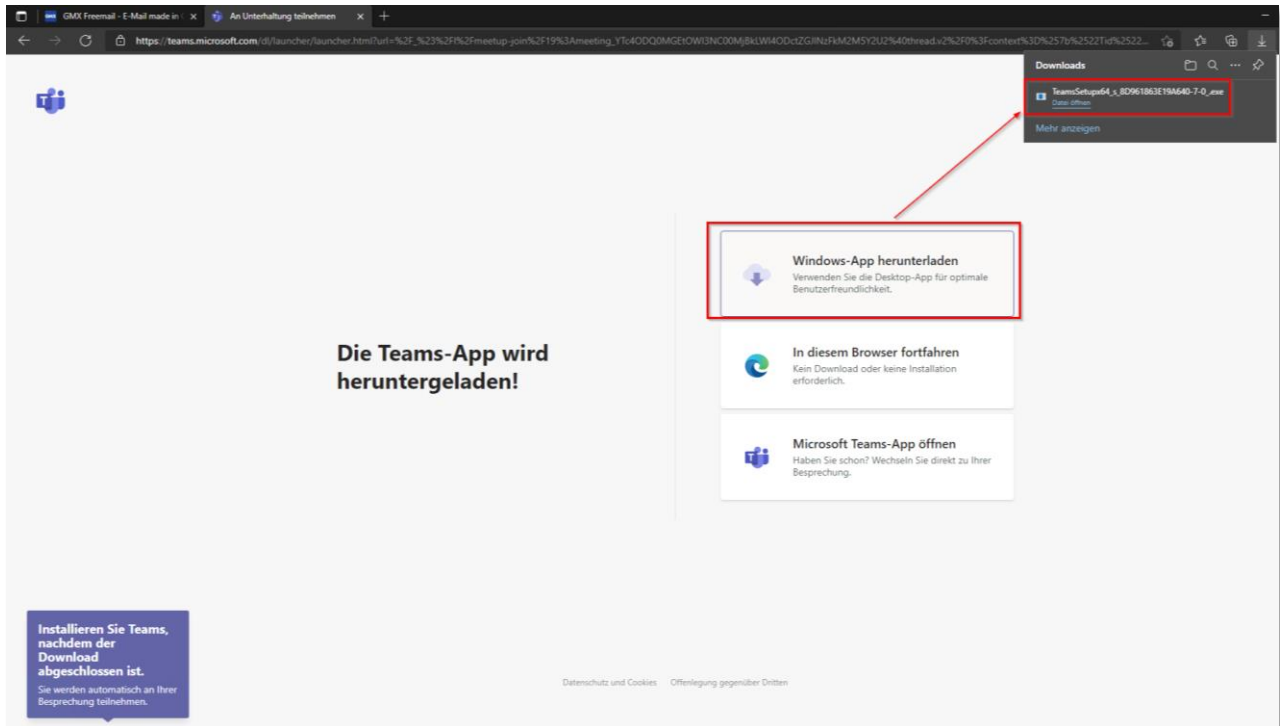 GMX Freemail - E-Mail made in
An Unterhaltung teilnehmen
https://teams.microsoft.com/dl/launcher/launcher.html?url=%2F_%23%2Fl%2Fmeetup-join%2F19%3Ameeting_
Downloads
TeamsSetupx64_s_8D961863E19A640-7-0_.exe
Datei öffnen
Mehr anzeigen
Windows-App herunterladen
Verwenden Sie die Desktop-App für optimale
Benutzerfreundlichkeit.
Die Teams-App wird
heruntergeladen!
In diesem Browser fortfahren
Kein Download oder keine Installation
erforderlich.
Microsoft Teams-App öffnen
Haben Sie schon? Wechseln Sie direkt zu Ihrer
Besprechung.
Installieren Sie Teams,
nachdem der
Download
abgeschlossen ist.
Sie werden automatisch an Ihrer
Besprechung teilnehmen.
Datenschutz und Cookies Offenlegung gegenüber Dritten